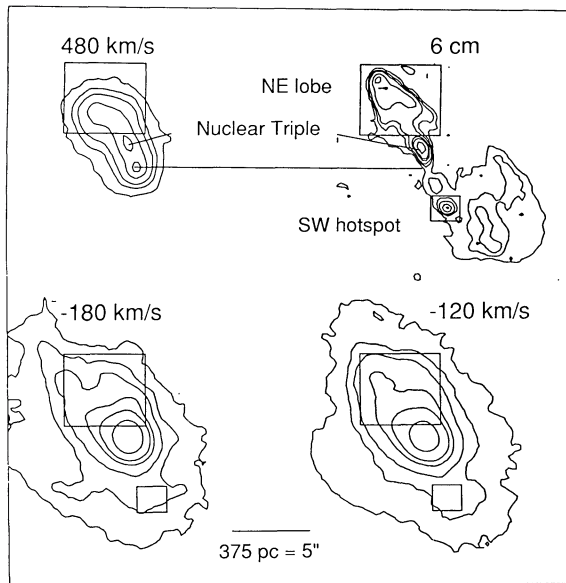 480 km/s
6 cm
NE lobe
Nuclear Triple
SW hotspot
-180 km/s
-120 km/s
375 pc = 5"